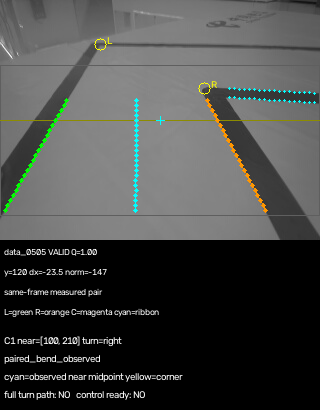 L
R
data_0505 VALID Q=1.00
y=120 dx=-23.5 norm=-147
same-frame measured pair
L=green R=orange C=magenta cyan=ribbon
C1 near=[100, 210] turn=right
paired_bend_observed
cyan=observed near midpoint yellow=corner
full turn path: NO control ready: NO